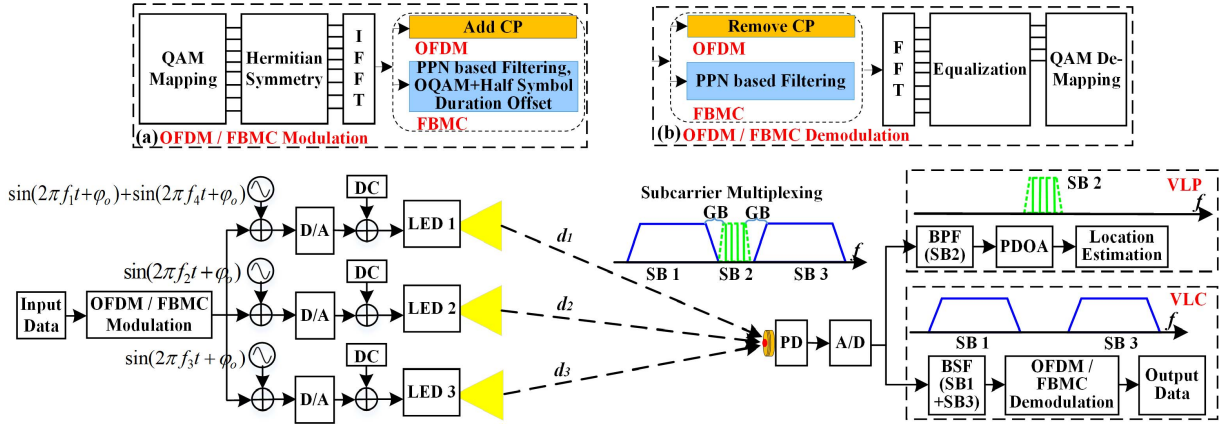 QAM
Mapping
Hermitian
Symmetry
I
F
F
T
Add CP
OFDM
PPN based Filtering,
OQAM+Half Symbol
Duration Offset
FBMC
(a) OFDM / FBMC Modulation
Remove CP
OFDM
PPN based Filtering
FBMC
F
F
T
Equalization
QAM De-
Mapping
(b) OFDM / FBMC Demodulation
sin(2πf₁t+φₒ)+sin(2πf₄t+φₒ)
sin(2πf₂t+φₒ)
sin(2πf₃t+φₒ)
Input
Data
OFDM / FBMC
Modulation
D/A
DC
LED 1
D/A
DC
LED 2
D/A
DC
LED 3
d₁
d₂
d₃
Subcarrier Multiplexing
GB GB
f
SB 1 SB 2 SB 3
PD
A/D
VLP
SB 2
f
BPF
(SB2)
PDOA
Location
Estimation
VLC
f
SB 1 SB 3
BSF
(SB1
+SB3)
OFDM /
FBMC
Demodulation
Output
Data